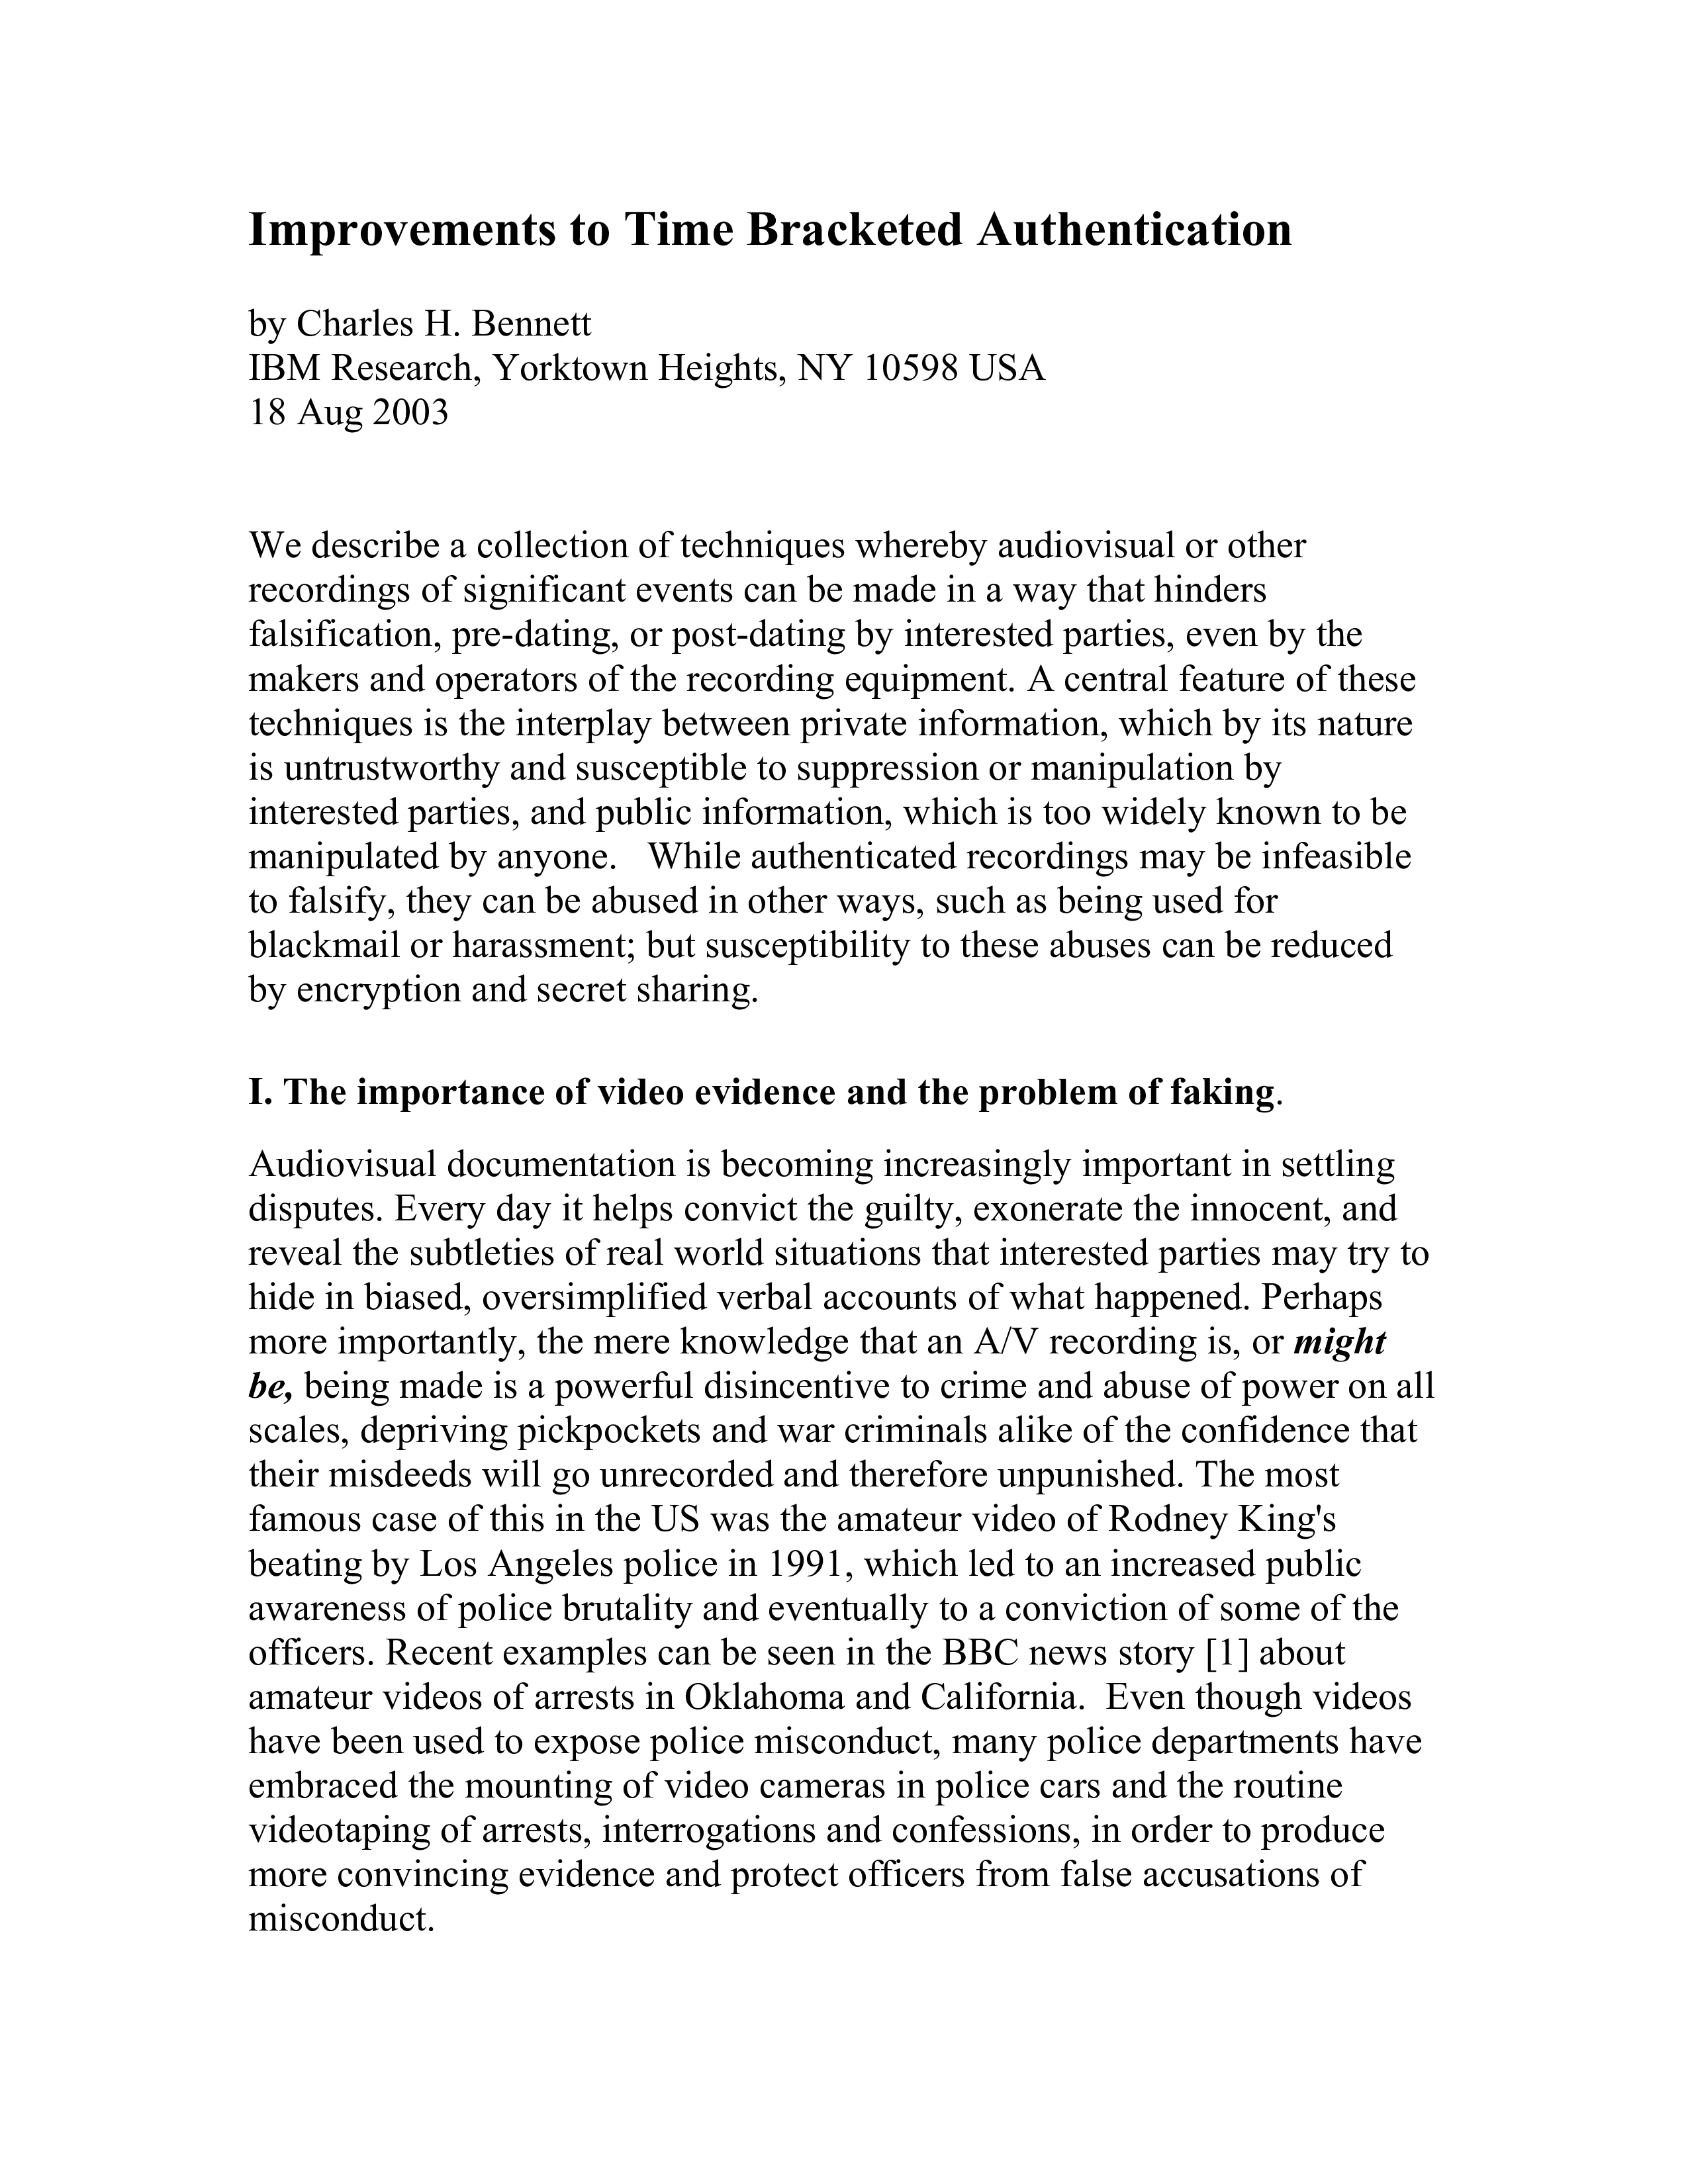 Improvements to Time Bracketed Authentication
by Charles H. Bennett
IBM Research, Yorktown Heights, NY 10598 USA
18 Aug 2003
We describe a collection of techniques whereby audiovisual or other
recordings of significant events can be made in a way that hinders
falsification, pre-dating, or post-dating by interested parties, even by the
makers and operators of the recording equipment. A central feature of these
techniques is the interplay between private information, which by its nature
is untrustworthy and susceptible to suppression or manipulation by
interested parties, and public information, which is too widely known to be
manipulated by anyone.   While authenticated recordings may be infeasible
to falsify, they can be abused in other ways, such as being used for
blackmail or harassment; but susceptibility to these abuses can be reduced
by encryption and secret sharing.
I. The importance of video evidence and the problem of faking.
Audiovisual documentation is becoming increasingly important in settling
disputes. Every day it helps convict the guilty, exonerate the innocent, and
reveal the subtleties of real world situations that interested parties may try to
hide in biased, oversimplified verbal accounts of what happened. Perhaps
more importantly, the mere knowledge that an A/V recording is, or might
be, being made is a powerful disincentive to crime and abuse of power on all
scales, depriving pickpockets and war criminals alike of the confidence that
their misdeeds will go unrecorded and therefore unpunished. The most
famous case of this in the US was the amateur video of Rodney King's
beating by Los Angeles police in 1991, which led to an increased public
awareness of police brutality and eventually to a conviction of some of the
officers. Recent examples can be seen in the BBC news story [1] about
amateur videos of arrests in Oklahoma and California.  Even though videos
have been used to expose police misconduct, many police departments have
embraced the mounting of video cameras in police cars and the routine
videotaping of arrests, interrogations and confessions, in order to produce
more convincing evidence and protect officers from false accusations of
misconduct.